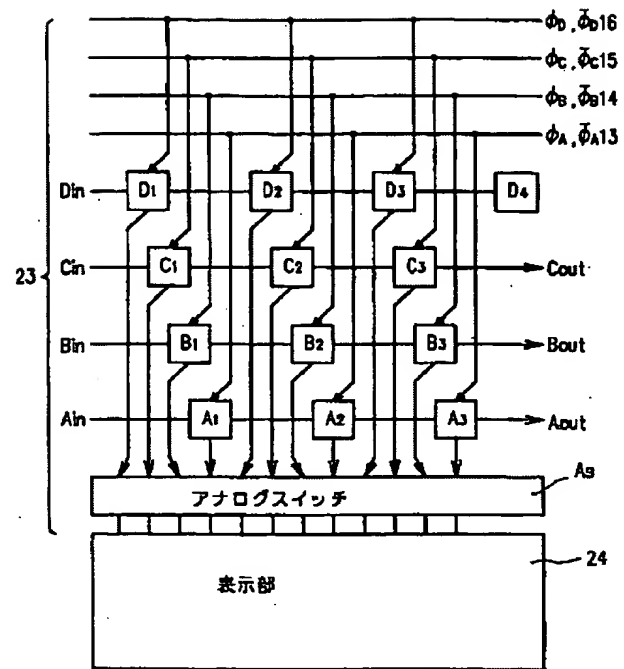 ϕD, ϕ̄D16
ϕC, ϕ̄C15
ϕB, ϕ̄B14
ϕA, ϕ̄A13
Din D1 D2 D3 D4
23
Cin C1 C2 C3 Cout
Bin B1 B2 B3 Bout
Ain A1 A2 A3 Aout
アナログスイッチ
As
表示部
24